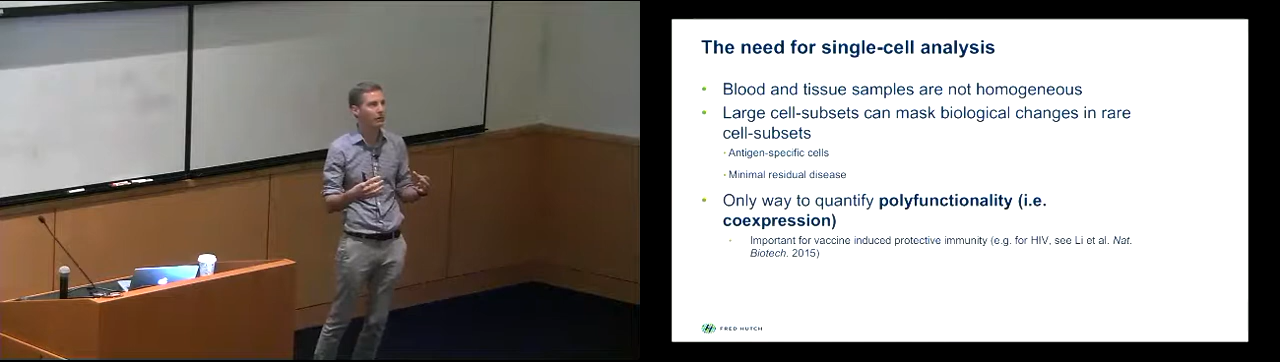 The need for single-cell analysis
• Blood and tissue samples are not homogeneous
• Large cell-subsets can mask biological changes in rare
cell-subsets
· Antigen-specific cells
· Minimal residual disease
• Only way to quantify polyfunctionality (i.e.
coexpression)
· Important for vaccine induced protective immunity (e.g. for HIV, see Li et al. Nat.
Biotech. 2015)
FRED HUTCH